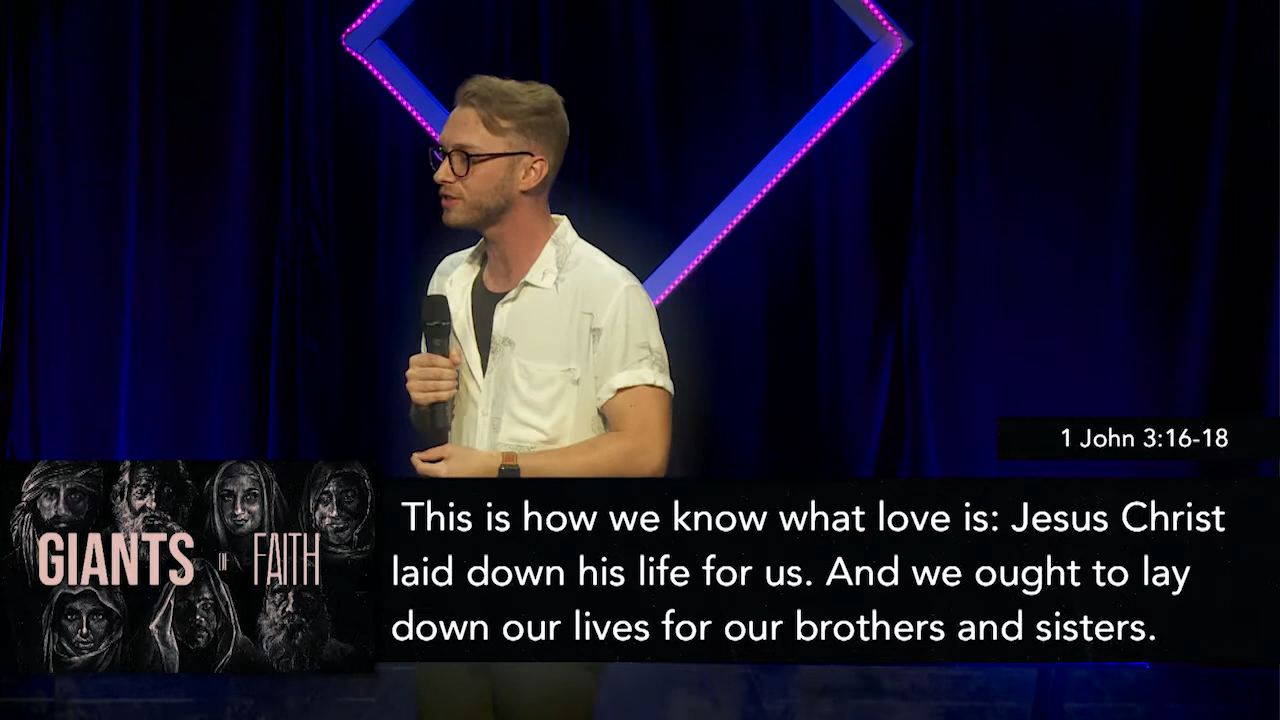 1 John 3:16-18
GIANTS OF FAITH
This is how we know what love is: Jesus Christ
laid down his life for us. And we ought to lay
down our lives for our brothers and sisters.